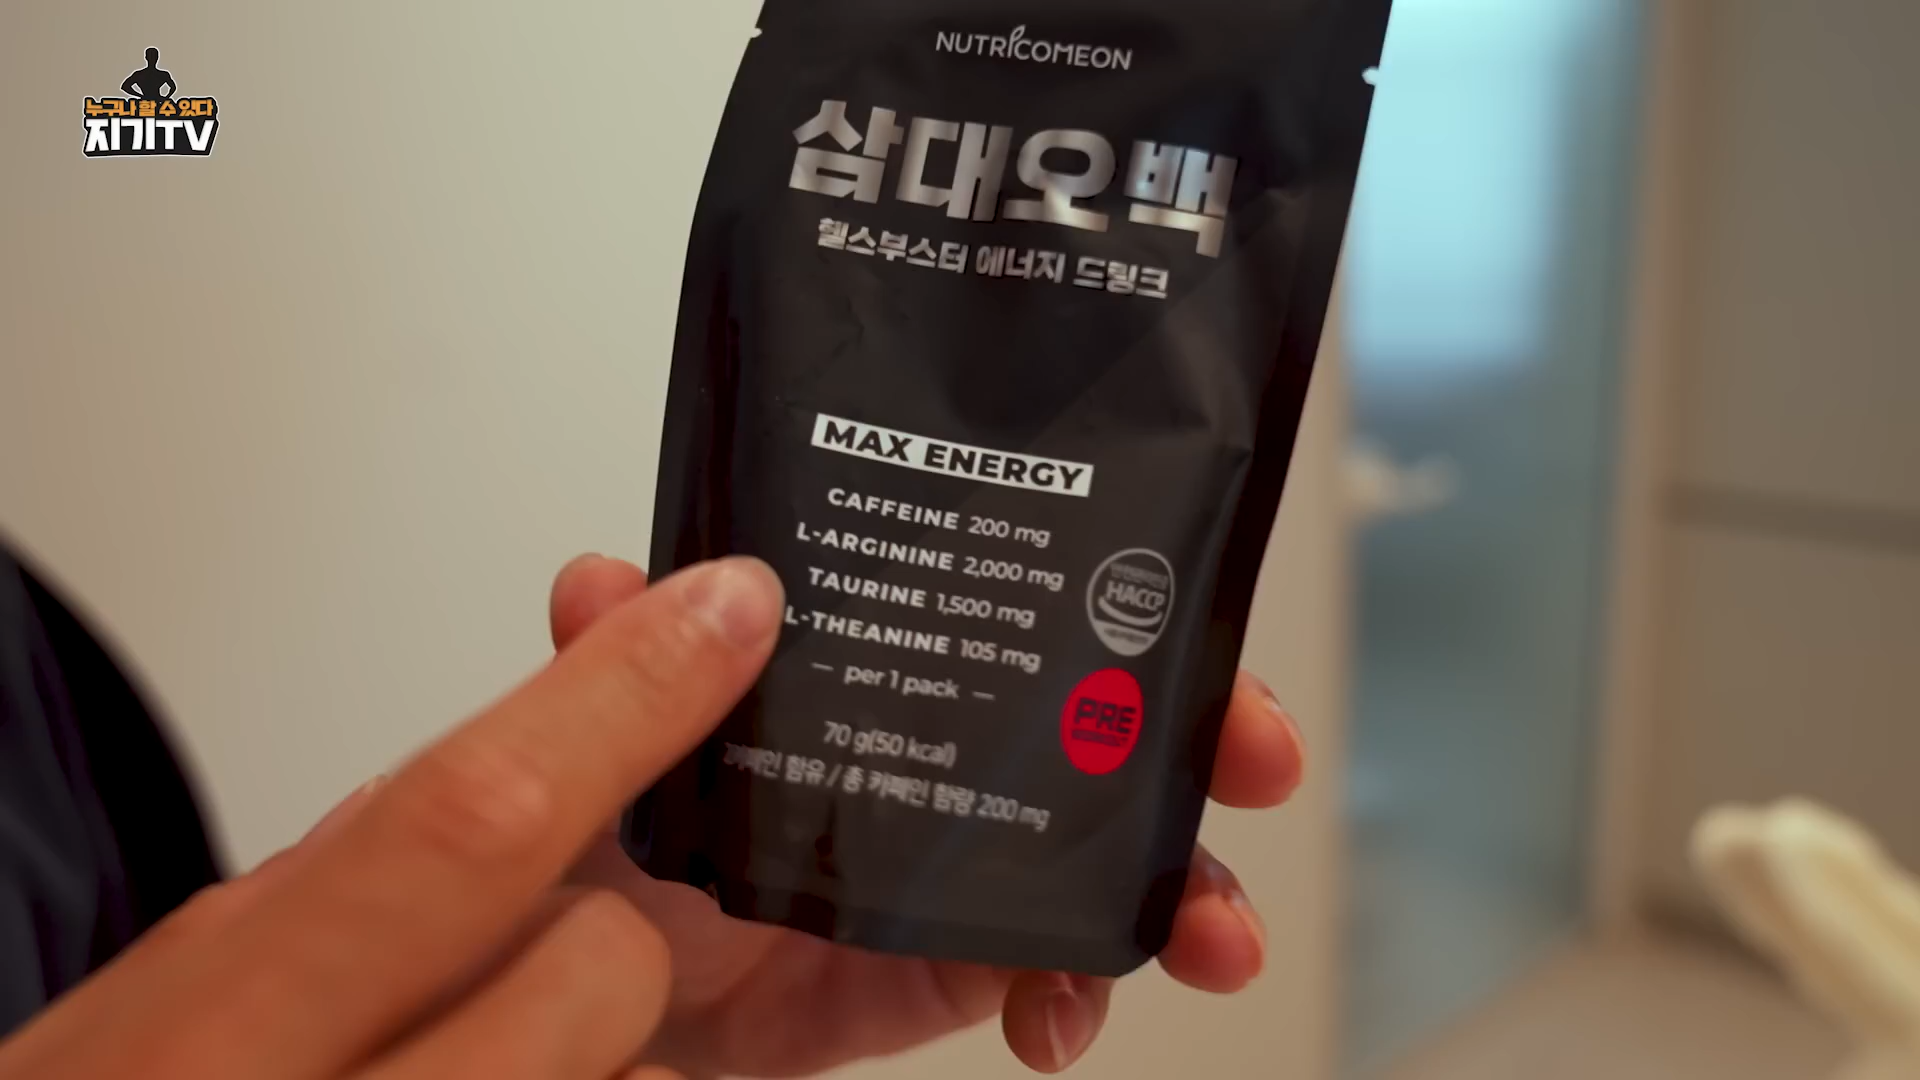 누구나 할 수 있다
지기TV
NUTRICOMEON
삼대오백
헬스부스터 에너지 드링크
MAX ENERGY
CAFFEINE 200 mg
L-ARGININE 2,000 mg
TAURINE 1,500 mg
L-THEANINE 105 mg
— per 1 pack —
HACCP
PRE
70 g(50 kcal)
함유 / 총 카페인 함량 200 mg